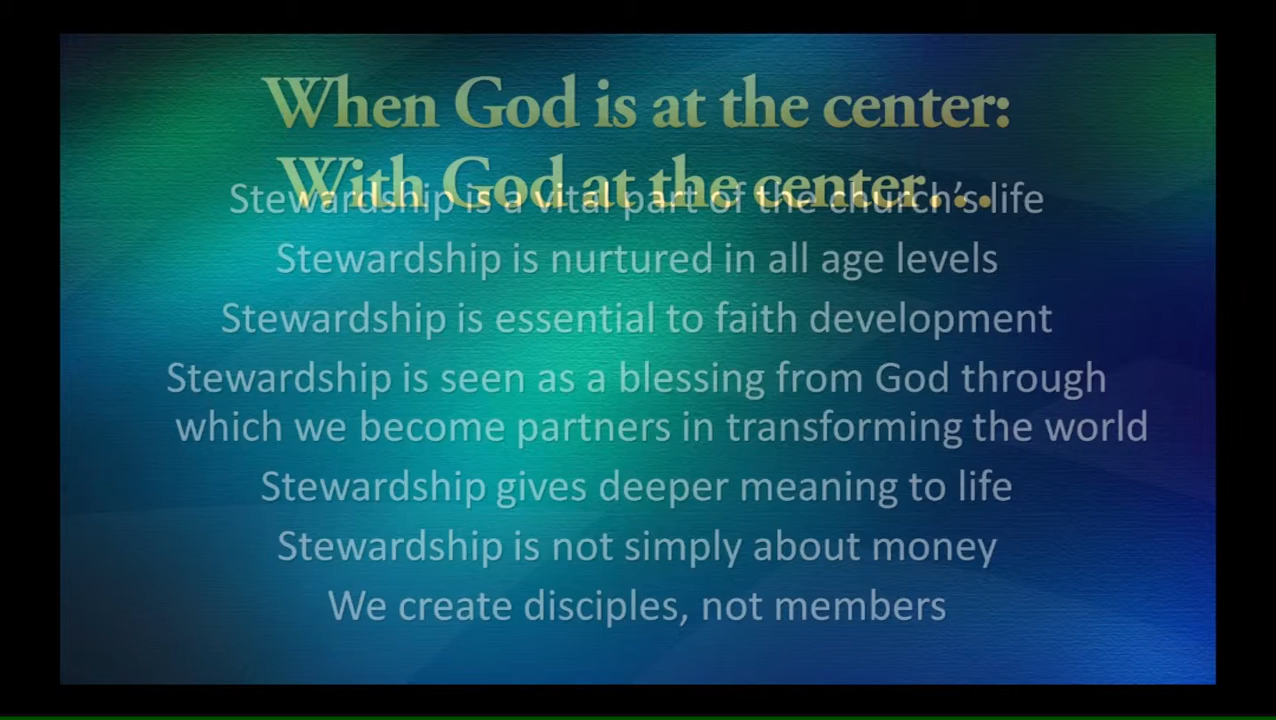 When God is at the center:
With God at the center...
Stewardship is a vital part of the church's life
Stewardship is nurtured in all age levels
Stewardship is essential to faith development
Stewardship is seen as a blessing from God through
which we become partners in transforming the world
Stewardship gives deeper meaning to life
Stewardship is not simply about money
We create disciples, not members